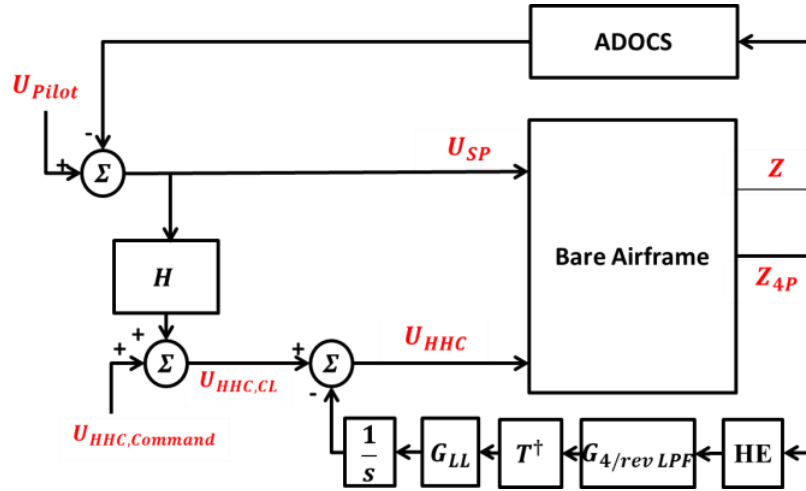 ADOCS
U_Pilot
-
+
Σ
U_SP
Z
H
Bare Airframe
Z_4P
+
+
Σ
U_HHC,CL
+
Σ
U_HHC
-
U_HHC,Command
1/s
G_LL
T†
G_4/rev LPF
HE